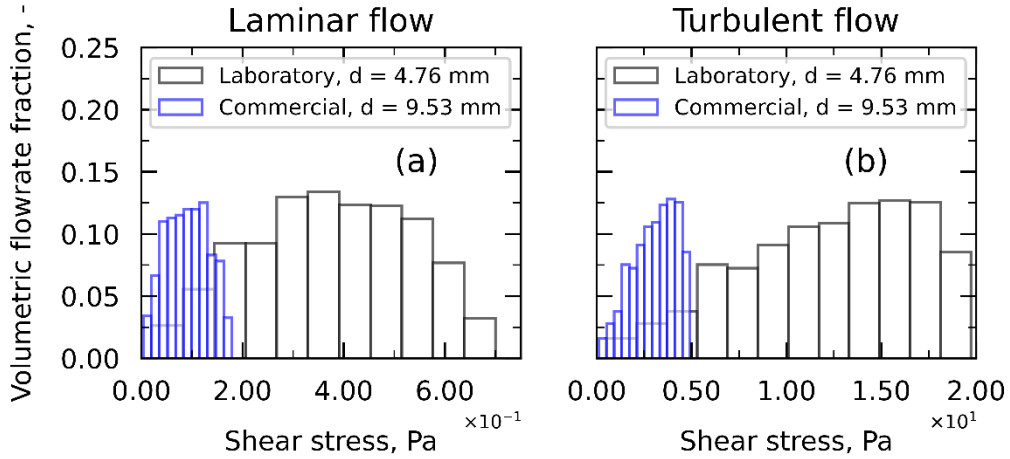 Laminar flow
Turbulent flow
Volumetric flowrate fraction, -
0.25
0.20
0.15
0.10
0.05
0.00
Laboratory, d = 4.76 mm
Commercial, d = 9.53 mm
(a)
0.00 2.00 4.00 6.00
×10⁻¹
Shear stress, Pa
Laboratory, d = 4.76 mm
Commercial, d = 9.53 mm
(b)
0.00 0.50 1.00 1.50 2.00
×10¹
Shear stress, Pa